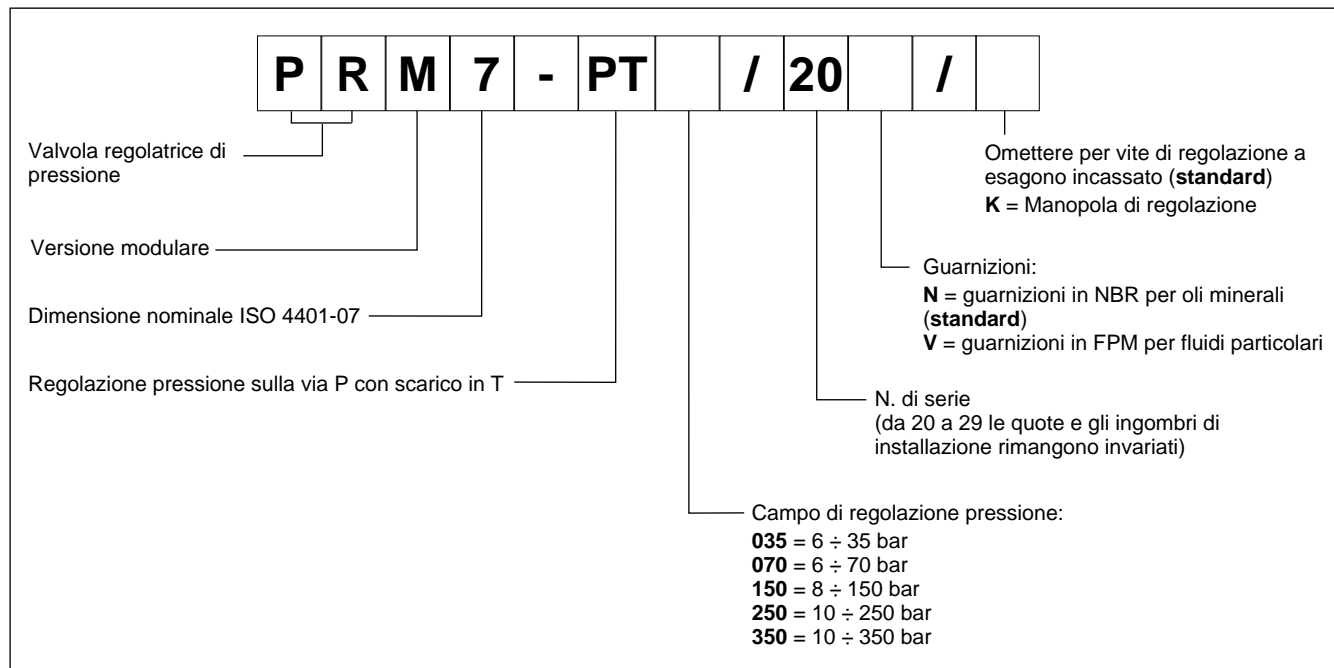 P R M 7 - PT / 20 /
Valvola regolatrice di
pressione
Versione modulare
Dimensione nominale ISO 4401-07
Regolazione pressione sulla via P con scarico in T
Omettere per vite di regolazione a
esagono incassato (standard)
K = Manopola di regolazione
Guarnizioni:
N = guarnizioni in NBR per oli minerali
(standard)
V = guarnizioni in FPM per fluidi particolari
N. di serie
(da 20 a 29 le quote e gli ingombri di
installazione rimangono invariati)
Campo di regolazione pressione:
035 = 6 ÷ 35 bar
070 = 6 ÷ 70 bar
150 = 8 ÷ 150 bar
250 = 10 ÷ 250 bar
350 = 10 ÷ 350 bar